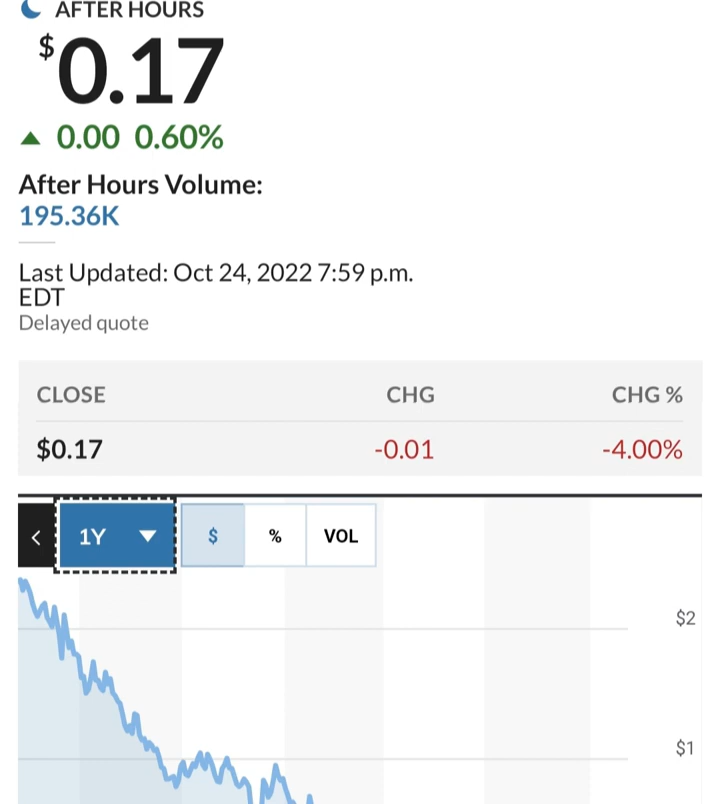 AFTER HOURS
$0.17
▲ 0.00 0.60%
After Hours Volume:
195.36K
Last Updated: Oct 24, 2022 7:59 p.m.
EDT
Delayed quote
CLOSE CHG CHG %
$0.17 -0.01 -4.00%
< 1Y ▼ $ % VOL
$2
$1